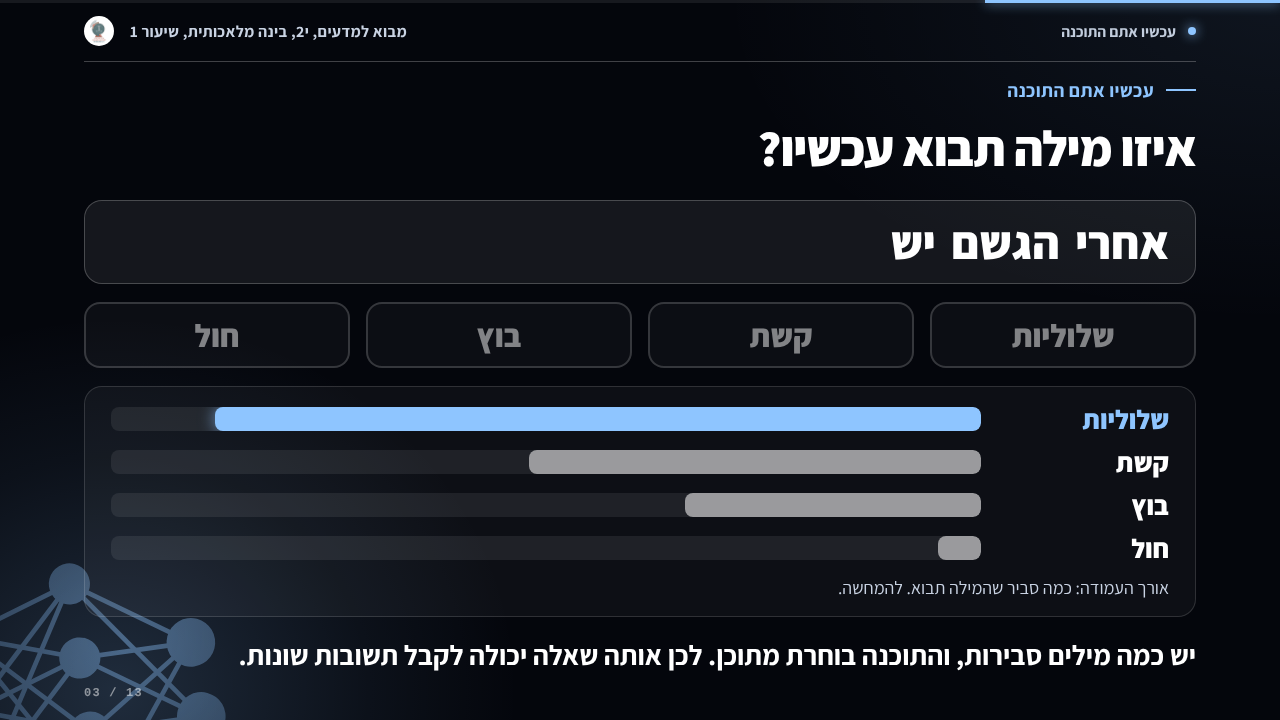 עכשיו אתם התוכנה
מבוא למדעים, י2, בינה מלאכותית, שיעור 1
עכשיו אתם התוכנה
איזו מילה תבוא עכשיו?
אחרי הגשם יש
שלוליות
קשת
בוץ
חול
שלוליות
קשת
בוץ
חול
אורך העמודה: כמה סביר שהמילה תבוא. להמחשה.
יש כמה מילים סבירות, והתוכנה בוחרת מתוכן. לכן אותה שאלה יכולה לקבל תשובות שונות.
03 / 13